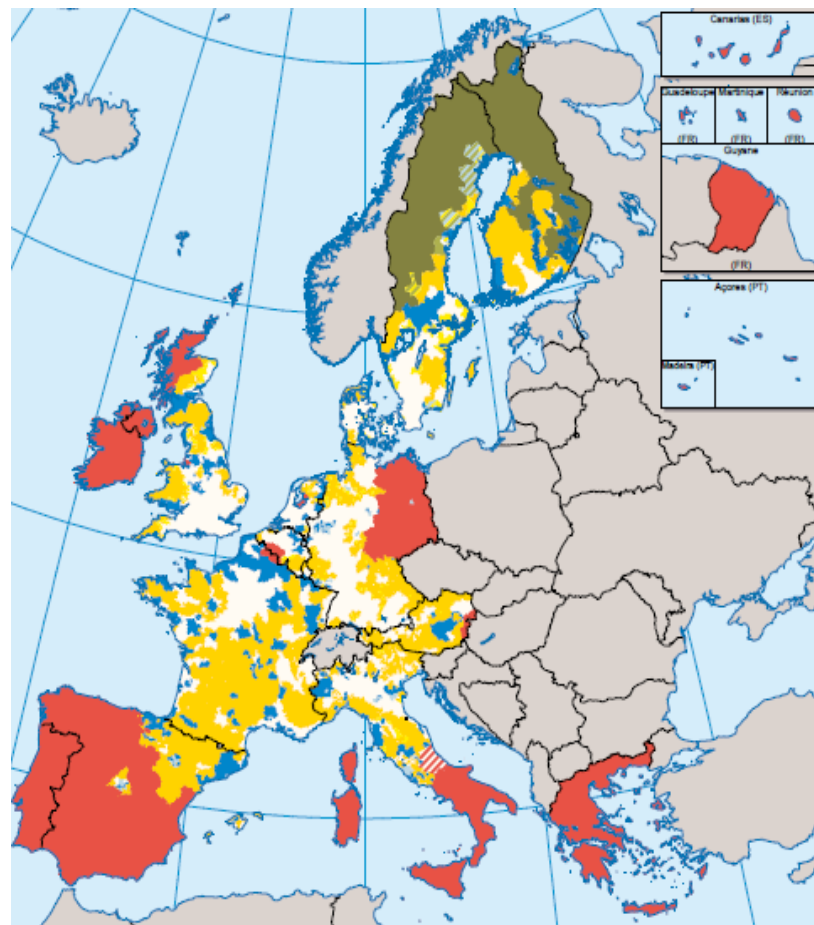 Canarias (ES)
Guadeloupe
Martinique
Réunion
(FR)
(FR)
(FR)
Guyane
(FR)
Açores (PT)
Madeira (PT)